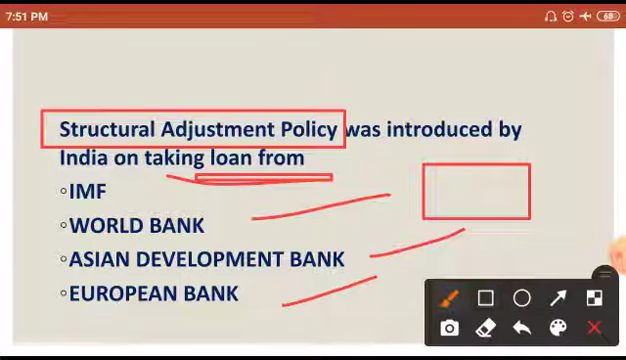 7:51 PM
68
Structural Adjustment Policy was introduced by
India on taking loan from
◦IMF
◦WORLD BANK
◦ASIAN DEVELOPMENT BANK
◦EUROPEAN BANK